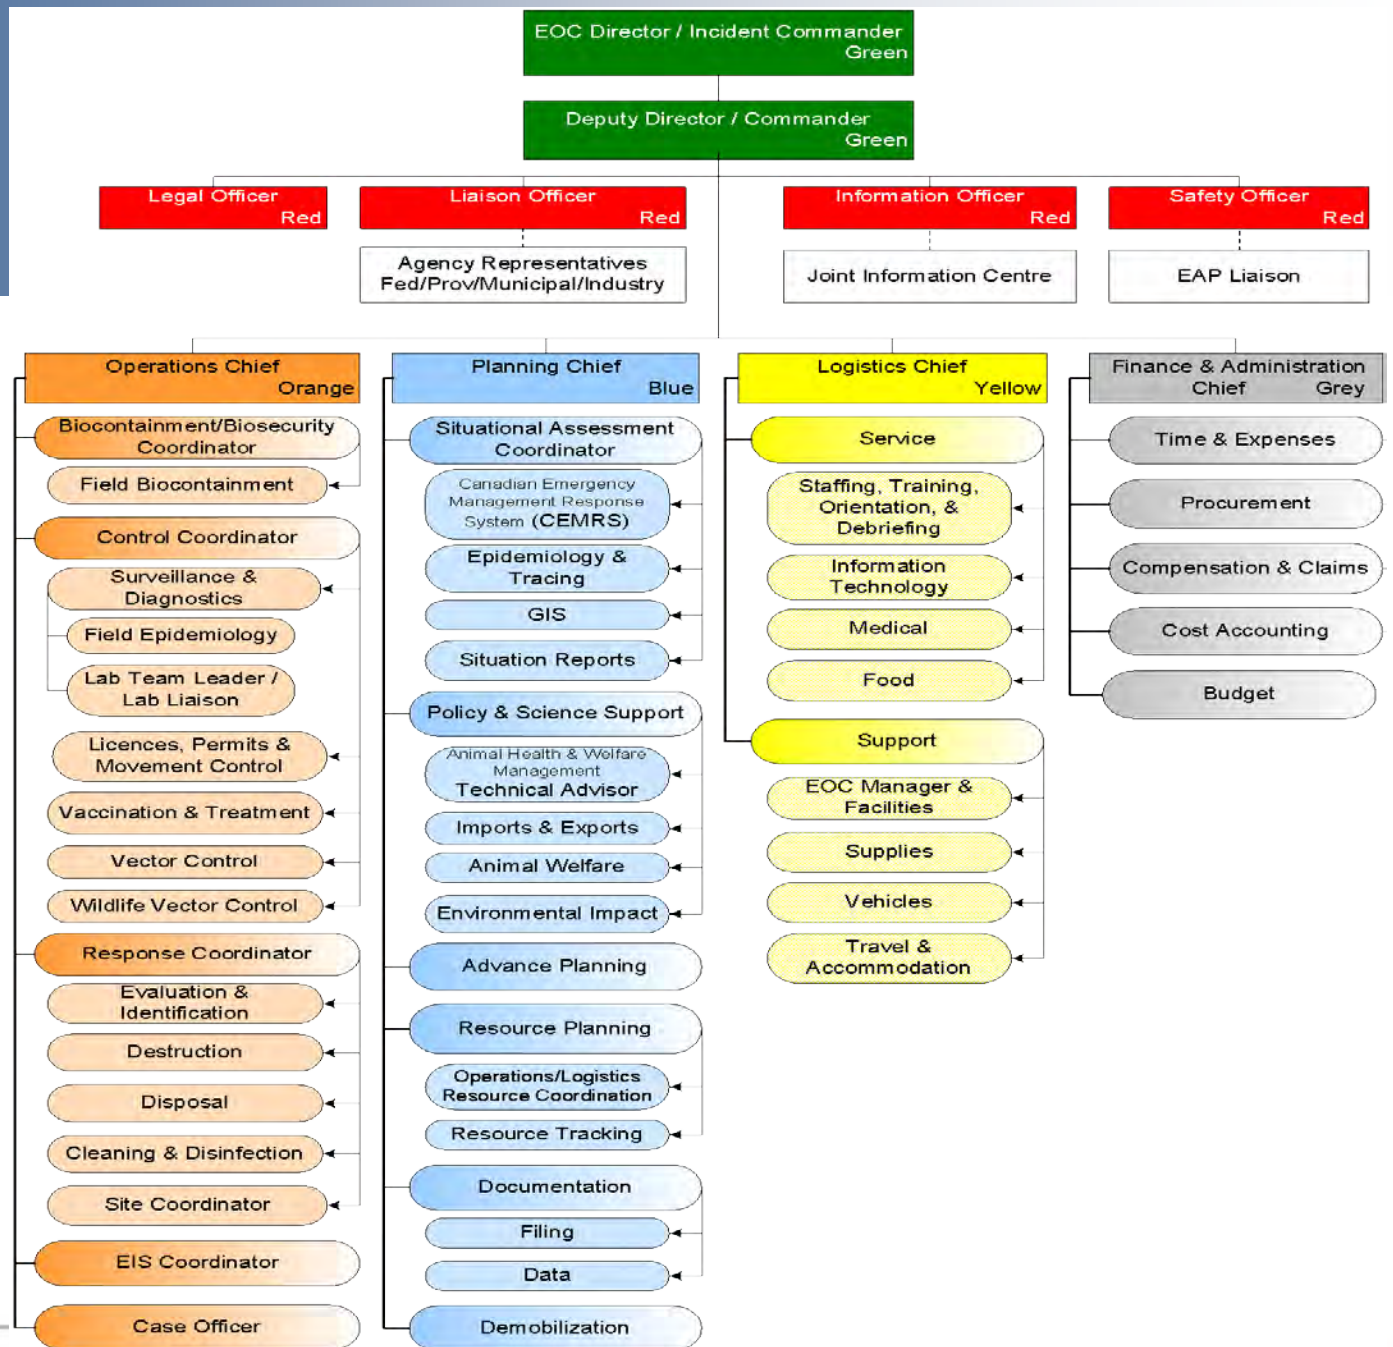 EOC Director / Incident Commander
Green
Deputy Director / Commander
Green
Legal Officer
Red
Liaison Officer
Red
Information Officer
Red
Safety Officer
Red
Agency Representatives
Fed/Prov/Municipal/Industry
Joint Information Centre
EAP Liaison
Operations Chief
Orange
Biocontainment/Biosecurity
Coordinator
Field Biocontainment
Control Coordinator
Surveillance &
Diagnostics
Field Epidemiology
Lab Team Leader /
Lab Liaison
Licences, Permits &
Movement Control
Vaccination & Treatment
Vector Control
Wildlife Vector Control
Response Coordinator
Evaluation &
Identification
Destruction
Disposal
Cleaning & Disinfection
Site Coordinator
EIS Coordinator
Case Officer
Planning Chief
Blue
Situational Assessment
Coordinator
Canadian Emergency
Management Response
System (CEMRS)
Epidemiology &
Tracing
GIS
Situation Reports
Policy & Science Support
Animal Health & Welfare
Management
Technical Advisor
Imports & Exports
Animal Welfare
Environmental Impact
Advance Planning
Resource Planning
Operations/Logistics
Resource Coordination
Resource Tracking
Documentation
Filing
Data
Demobilization
Logistics Chief
Yellow
Service
Staffing, Training,
Orientation, &
Debriefing
Information
Technology
Medical
Food
Support
EOC Manager &
Facilities
Supplies
Vehicles
Travel &
Accommodation
Finance & Administration
Chief Grey
Time & Expenses
Procurement
Compensation & Claims
Cost Accounting
Budget